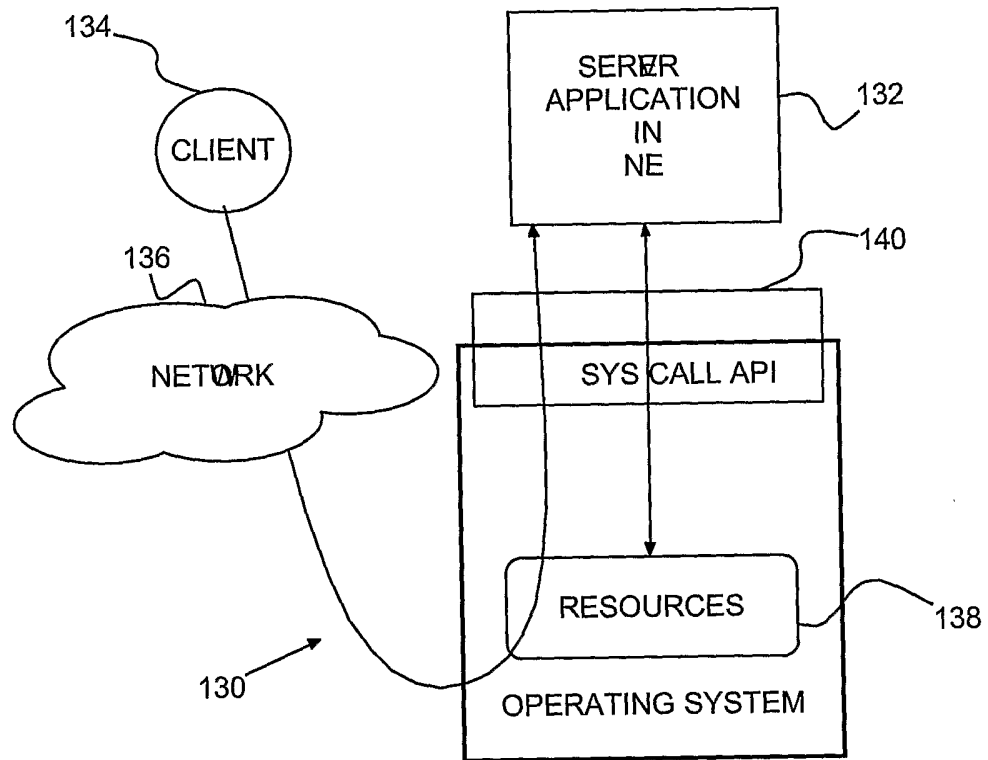 134
CLIENT
136
NETWORK
130
SERVER
APPLICATION
IN
NE
132
140
SYS CALL API
RESOURCES
138
OPERATING SYSTEM